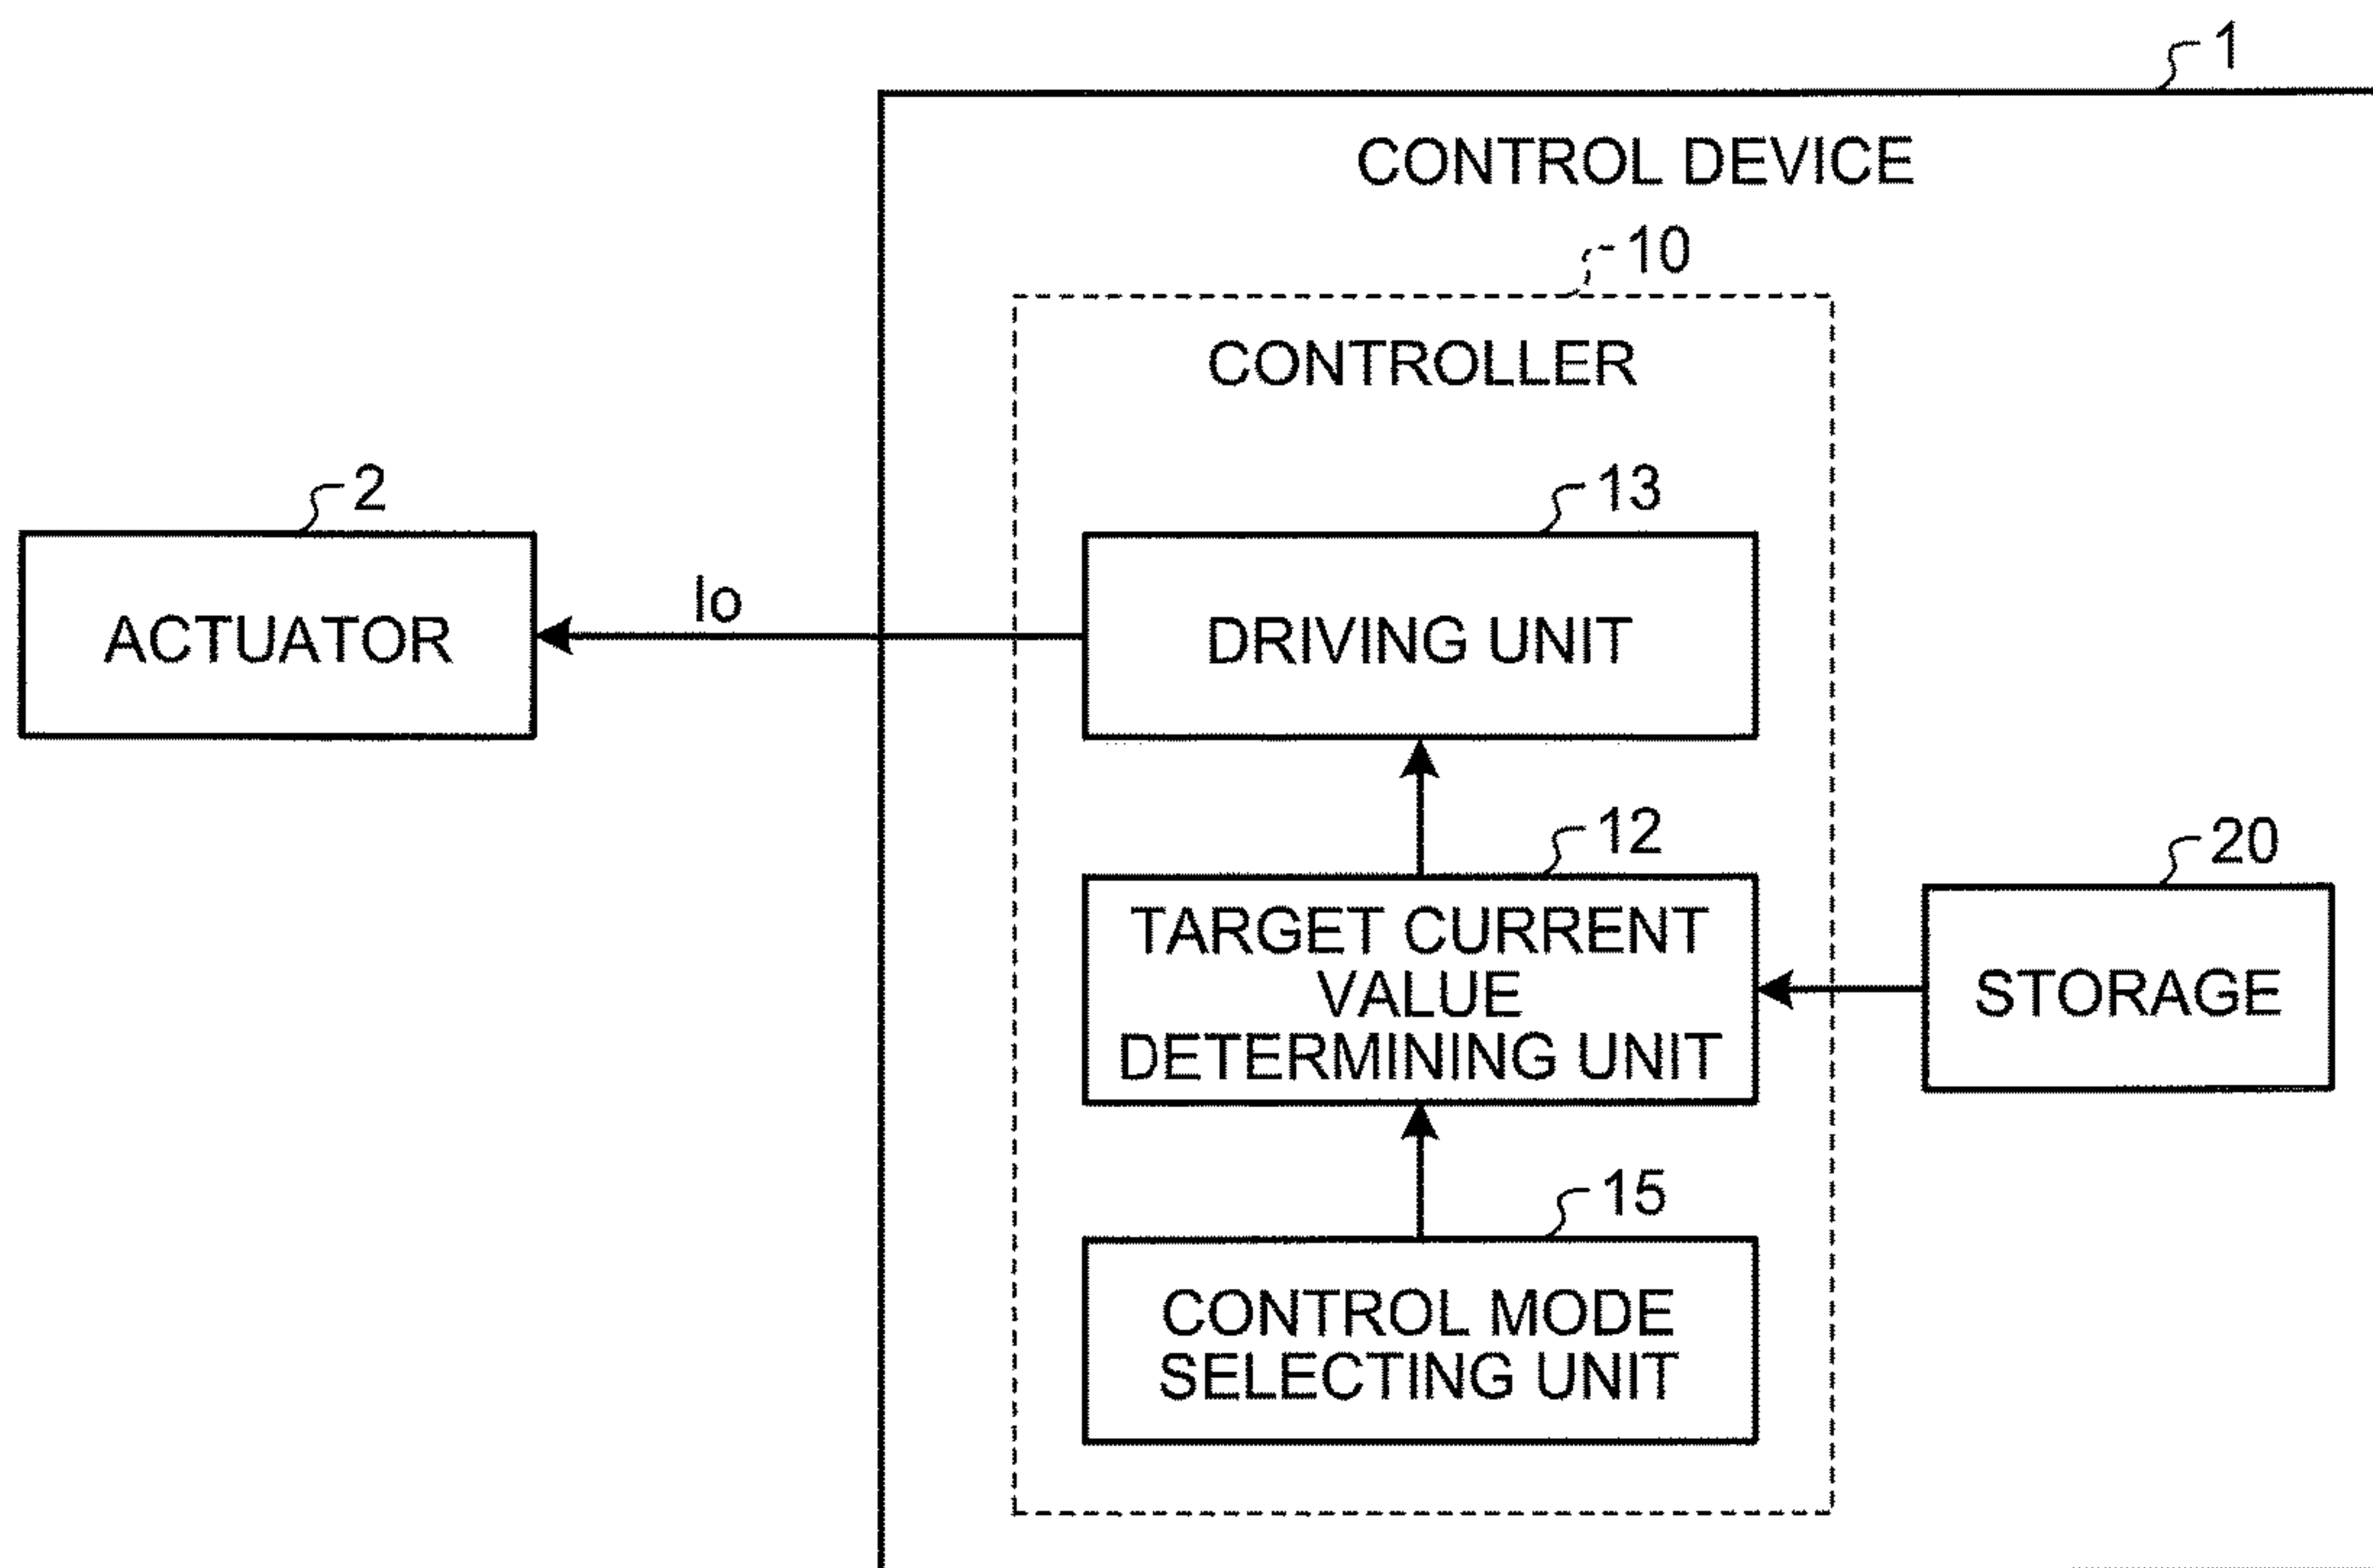 1
CONTROL DEVICE
10
CONTROLLER
2
13
ACTUATOR
Io
DRIVING UNIT
12
20
TARGET CURRENT
VALUE
DETERMINING UNIT
STORAGE
15
CONTROL MODE
SELECTING UNIT